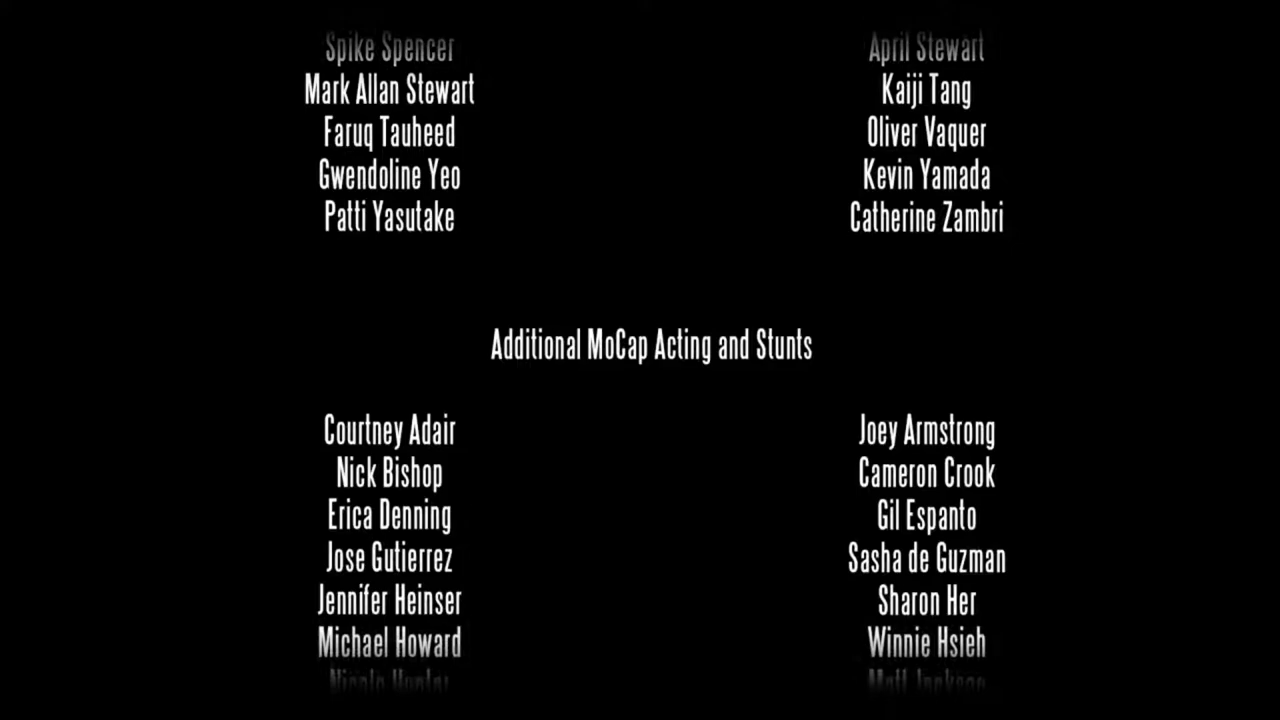 Spike Spencer April Stewart
Mark Allan Stewart Kaiji Tang
Faruq Tauheed Oliver Vaquer
Gwendoline Yeo Kevin Yamada
Patti Yasutake Catherine Zambri
Additional MoCap Acting and Stunts
Courtney Adair Joey Armstrong
Nick Bishop Cameron Crook
Erica Denning Gil Espanto
Jose Gutierrez Sasha de Guzman
Jennifer Heinser Sharon Her
Michael Howard Winnie Hsieh